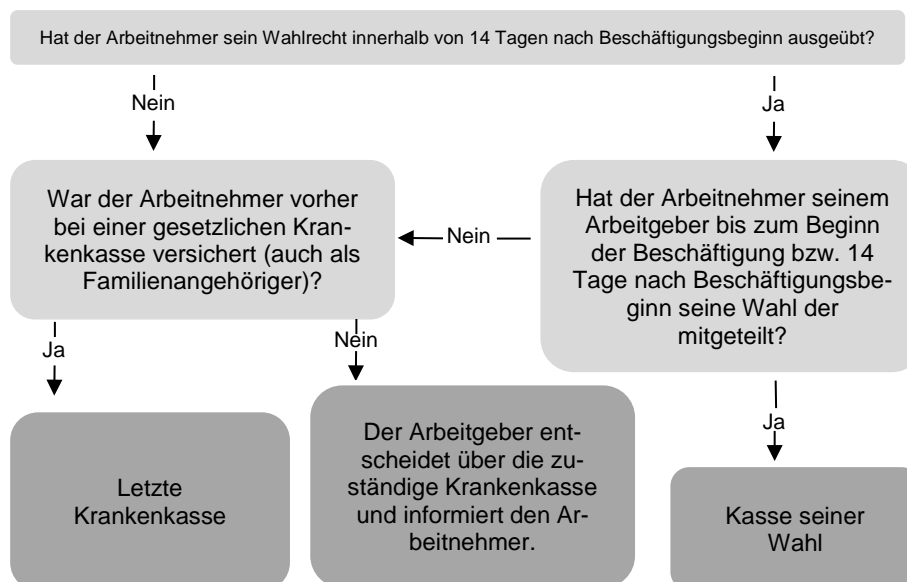 Hat der Arbeitnehmer sein Wahlrecht innerhalb von 14 Tagen nach Beschäftigungsbeginn ausgeübt?
Nein
Ja
War der Arbeitnehmer vorher
bei einer gesetzlichen Kran-
kenkasse versichert (auch als
Familienangehöriger)?
Nein
Hat der Arbeitnehmer seinem
Arbeitgeber bis zum Beginn
der Beschäftigung bzw. 14
Tage nach Beschäftigungsbe-
ginn seine Wahl der
mitgeteilt?
Ja
Nein
Ja
Letzte
Krankenkasse
Der Arbeitgeber ent-
scheidet über die zu-
ständige Krankenkasse
und informiert den Ar-
beitnehmer.
Kasse seiner
Wahl